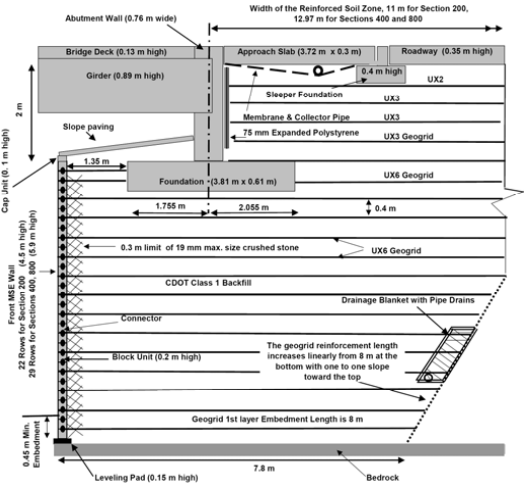 Width of the Reinforced Soil Zone, 11 m for Section 200,
12.97 m for Sections 400 and 800
Abutment Wall (0.76 m wide)
Bridge Deck (0.13 m high)
Approach Slab (3.72 m x 0.3 m)
Roadway (0.35 m high)
Girder (0.89 m high)
0.4 m high
UX2
Sleeper Foundation
2 m
UX3
Membrane & Collector Pipe
UX3
Slope paving
75 mm Expanded Polystyrene
UX3 Geogrid
Cap Unit (0. 1 m high)
1.35 m
Foundation (3.81 m x 0.61 m)
UX6 Geogrid
1.755 m
2.055 m
0.4 m
0.3 m limit of 19 mm max. size crushed stone
UX6 Geogrid
Front MSE Wall
22 Rows for Section 200 (4.5 m high)
29 Rows for Sections 400, 800 (5.9 m high)
CDOT Class 1 Backfill
Drainage Blanket with Pipe Drains
Connector
The geogrid reinforcement length
increases linearly from 8 m at the
bottom with one to one slope
toward the top
Block Unit (0.2 m high)
Geogrid 1st layer Embedment Length is 8 m
0.45 m Min.
Embedment
7.8 m
Leveling Pad (0.15 m high)
Bedrock